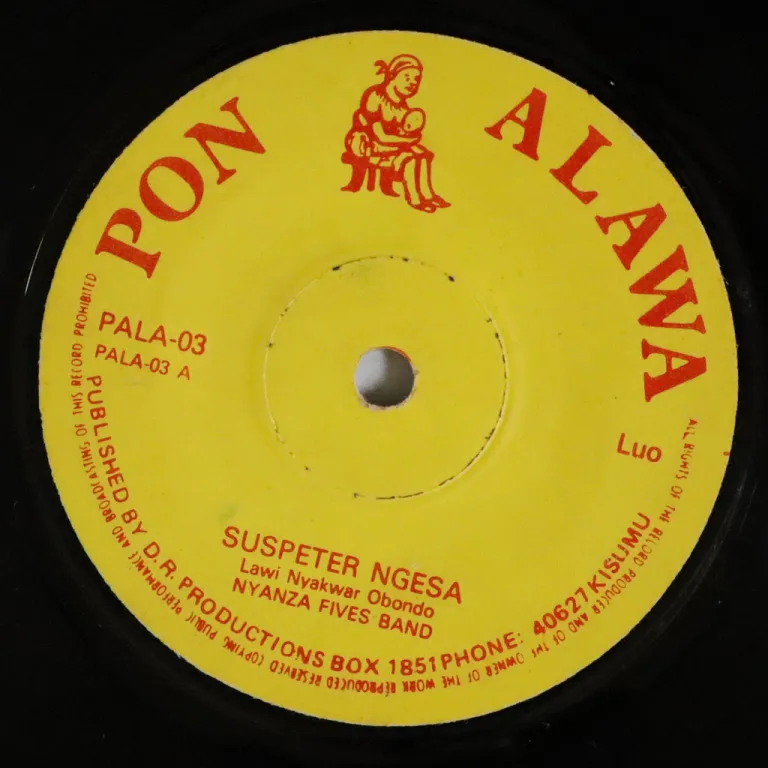 PON ALAWA
PALA-03
PALA-03 A
Luo
SUSPETER NGESA
Lawi Nyakwar Obondo
NYANZA FIVES BAND
PUBLISHED BY D.R. PRODUCTIONS BOX 1851 PHONE: 40627 KISUMU
ALL RIGHTS OF THE RECORD PRODUCER AND OF THE OWNER OF THE WORK REPRODUCED RESERVED COPYING PUBLIC PERFORMANCE AND BROADCASTING OF THIS RECORD PROHIBITED